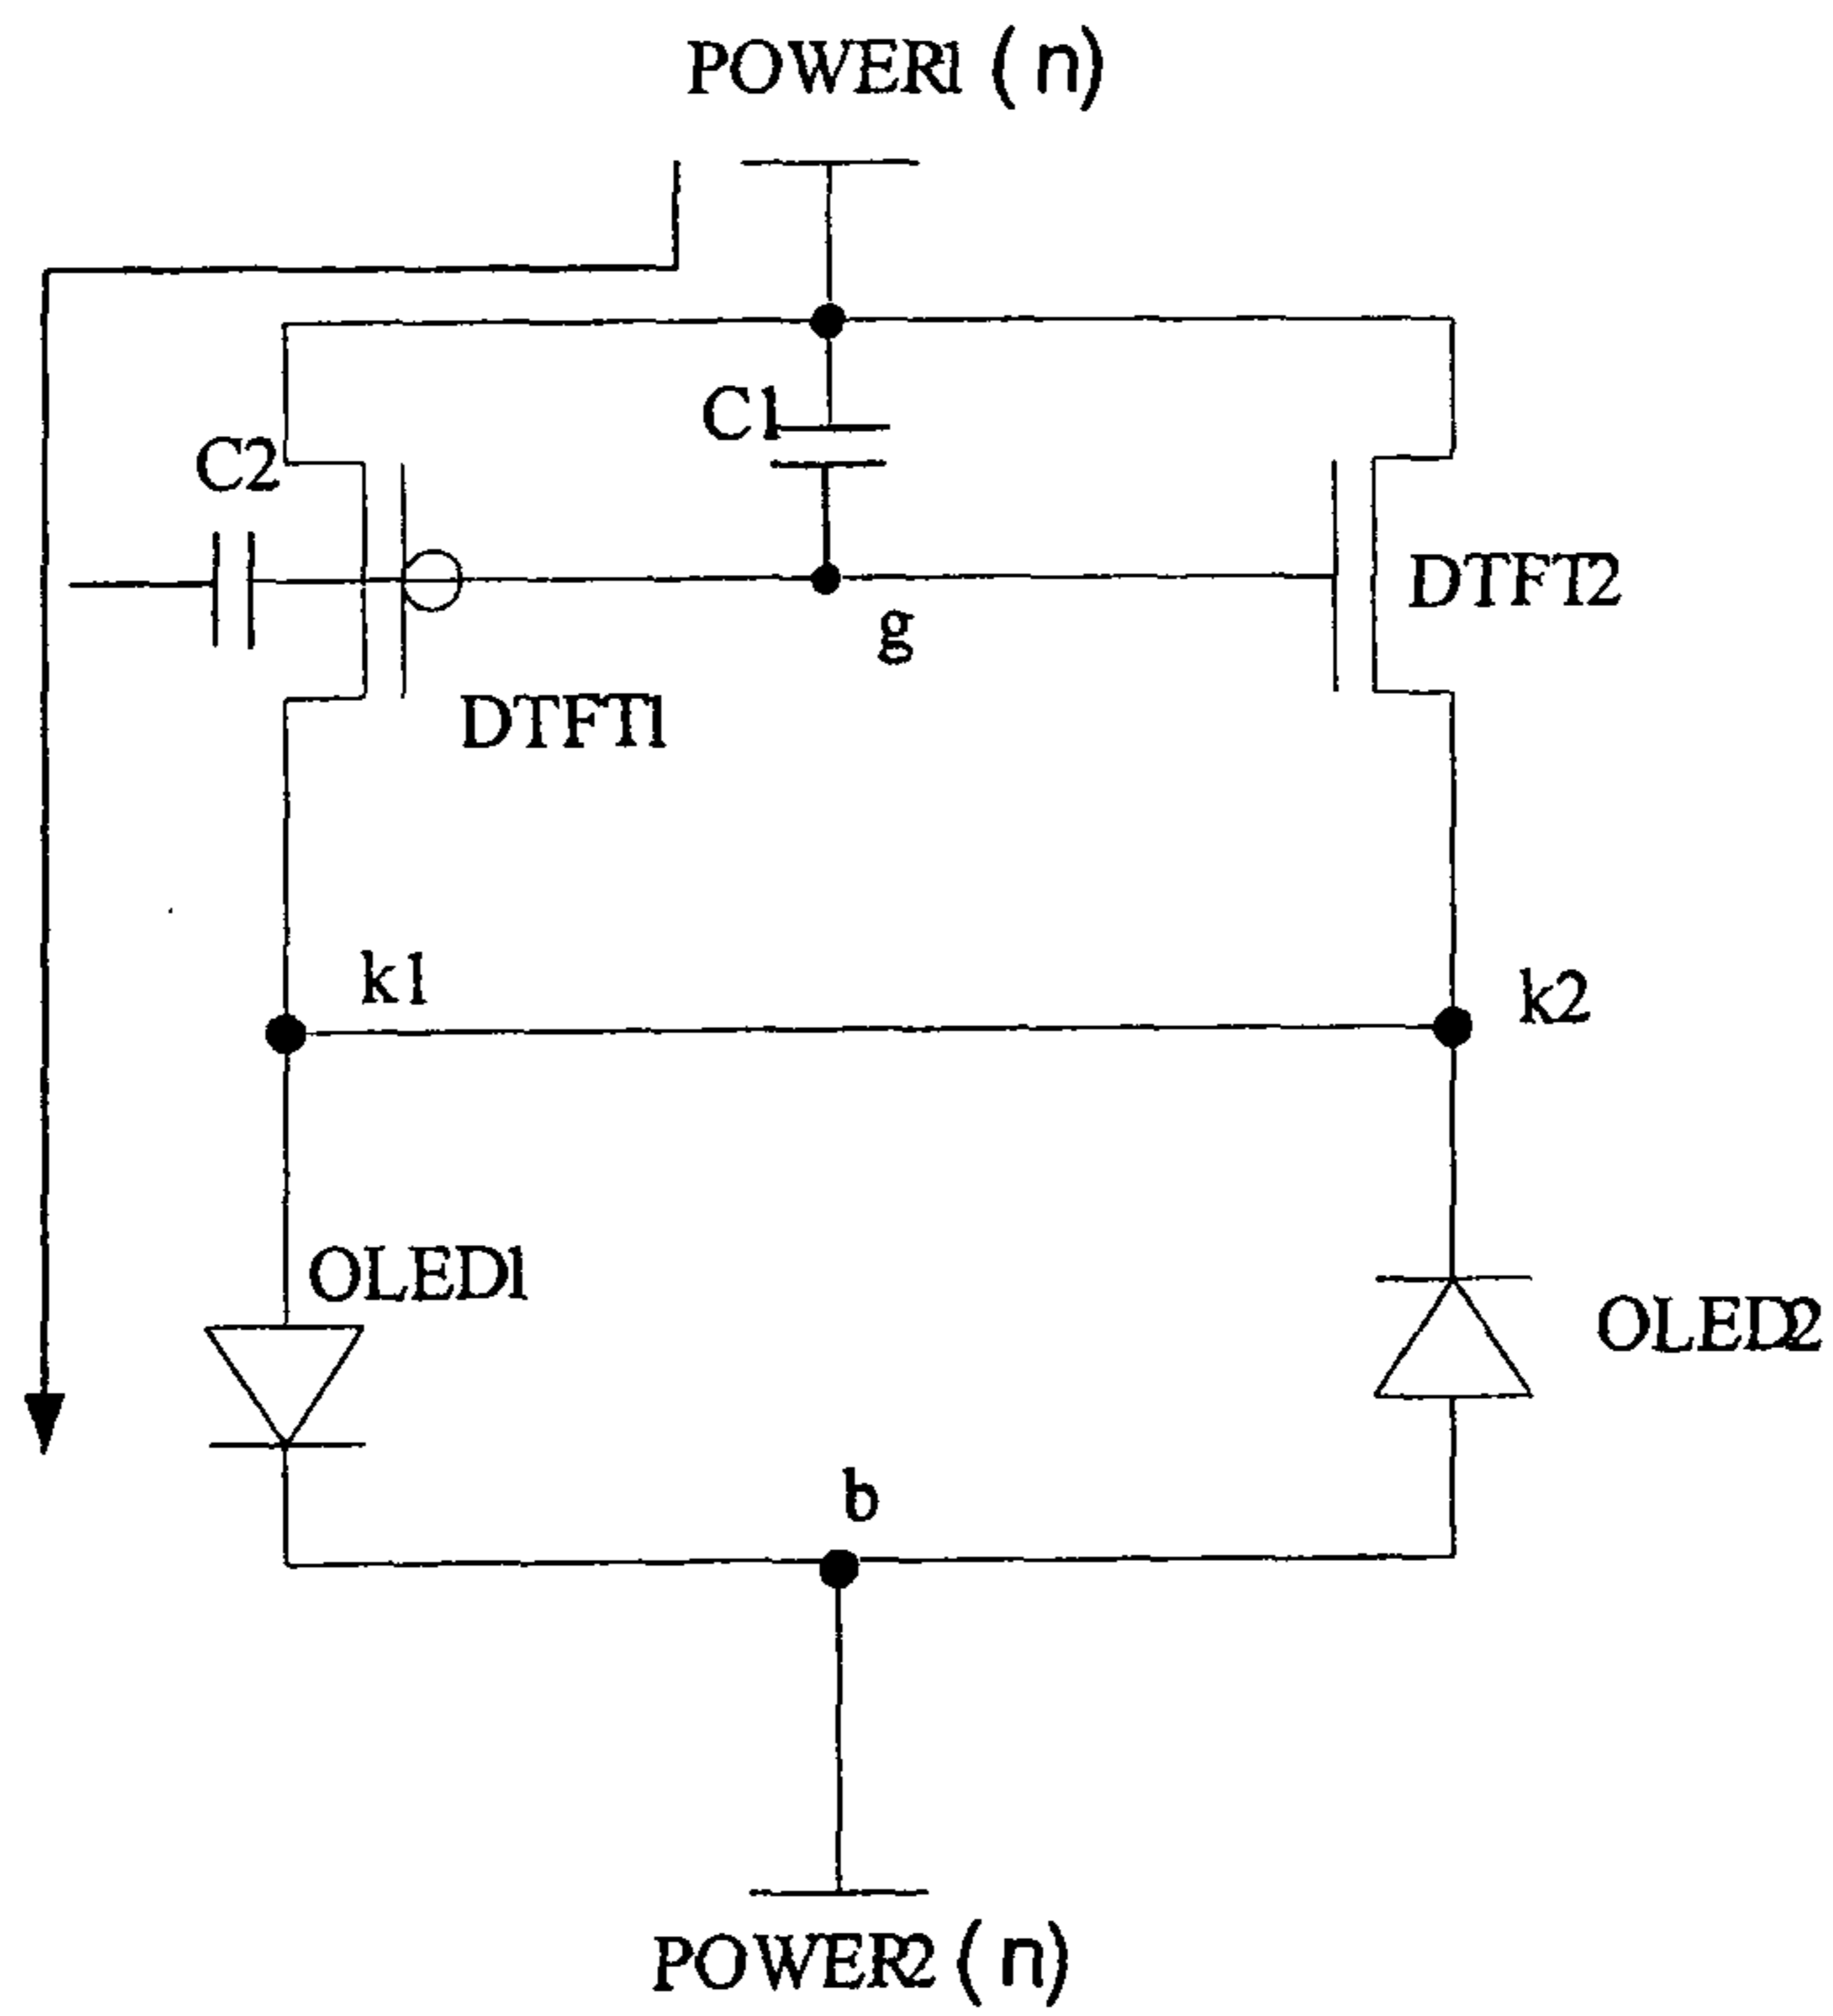 POWER1 (n)
C1
C2
DTFT2
g
DTFT1
k1
k2
OLED1
OLED2
b
POWER2 (n)